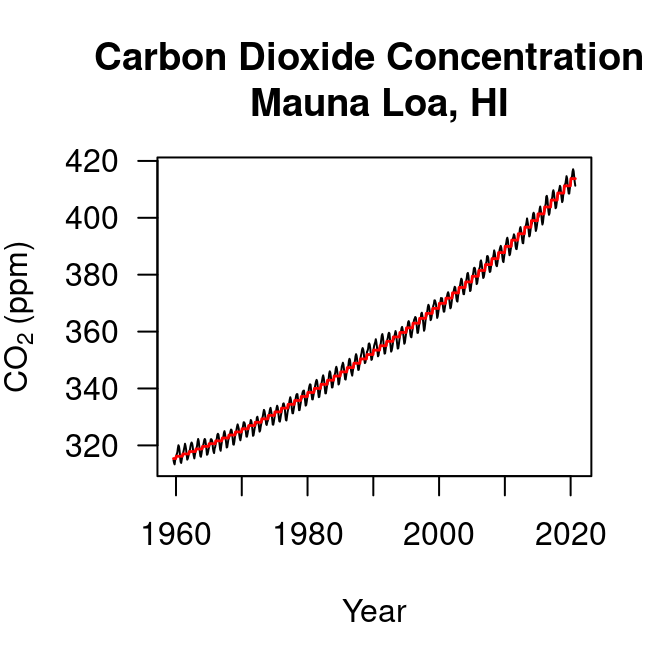 Carbon Dioxide Concentration
Mauna Loa, HI
CO₂ (ppm)
420
400
380
360
340
320
1960 1980 2000 2020
Year